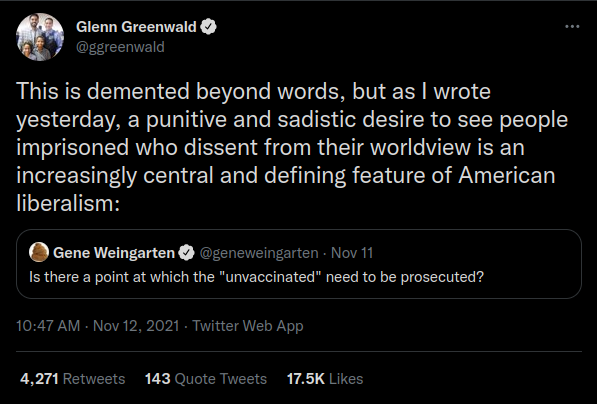 Glenn Greenwald
@ggreenwald
This is demented beyond words, but as I wrote
yesterday, a punitive and sadistic desire to see people
imprisoned who dissent from their worldview is an
increasingly central and defining feature of American
liberalism:
Gene Weingarten @geneweingarten · Nov 11
Is there a point at which the "unvaccinated" need to be prosecuted?
10:47 AM · Nov 12, 2021 · Twitter Web App
4,271 Retweets 143 Quote Tweets 17.5K Likes